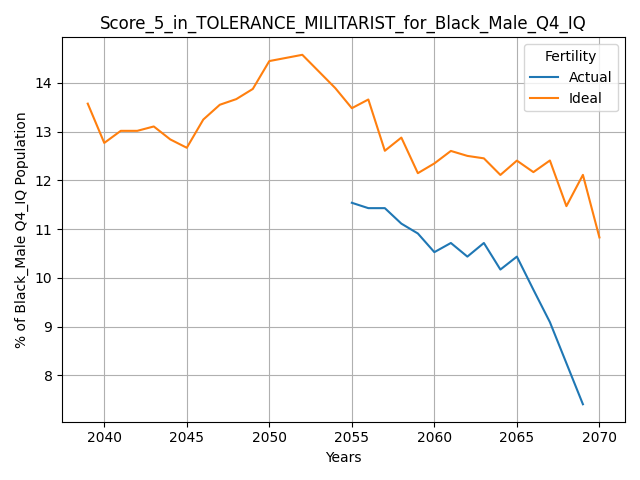 Score_5_in_TOLERANCE_MILITARIST_for_Black_Male_Q4_IQ
Fertility
Actual
Ideal
% of Black_Male Q4_IQ Population
14
13
12
11
10
9
8
2040
2045
2050
2055
2060
2065
2070
Years